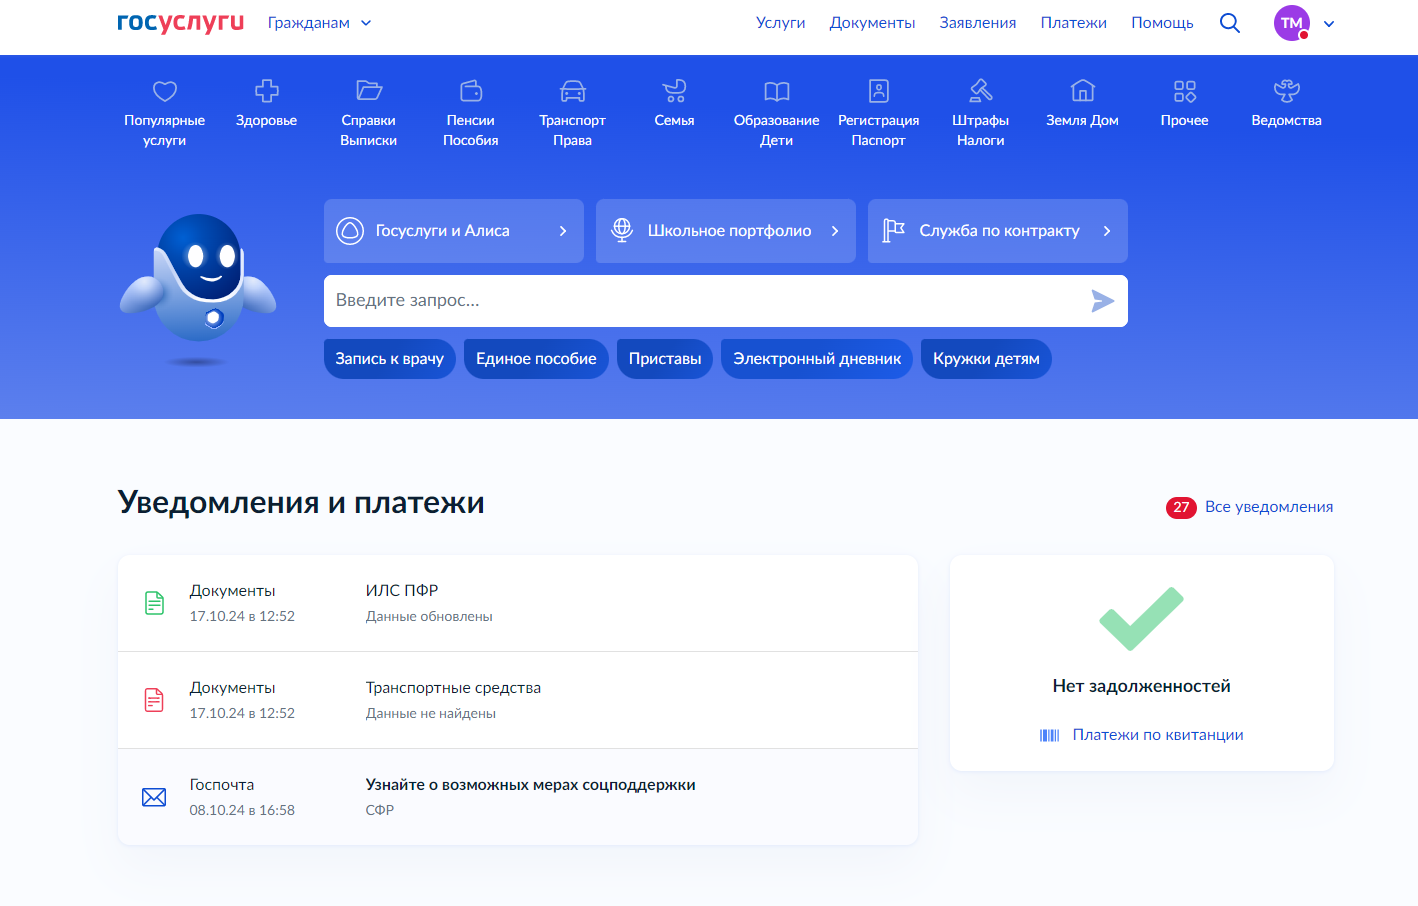 госуслуги Гражданам Услуги Документы Заявления Платежи Помощь ТМ
Популярные услуги
Здоровье
Справки Выписки
Пенсии Пособия
Транспорт Права
Семья
Образование Дети
Регистрация Паспорт
Штрафы Налоги
Земля Дом
Прочее
Ведомства
Госуслуги и Алиса
Школьное портфолио
Служба по контракту
Введите запрос...
Запись к врачу
Единое пособие
Приставы
Электронный дневник
Кружки детям
Уведомления и платежи
27 Все уведомления
Документы ИЛС ПФР
17.10.24 в 12:52 Данные обновлены
Документы Транспортные средства
17.10.24 в 12:52 Данные не найдены
Госпочта Узнайте о возможных мерах соцподдержки
08.10.24 в 16:58 СФР
Нет задолженностей
Платежи по квитанции